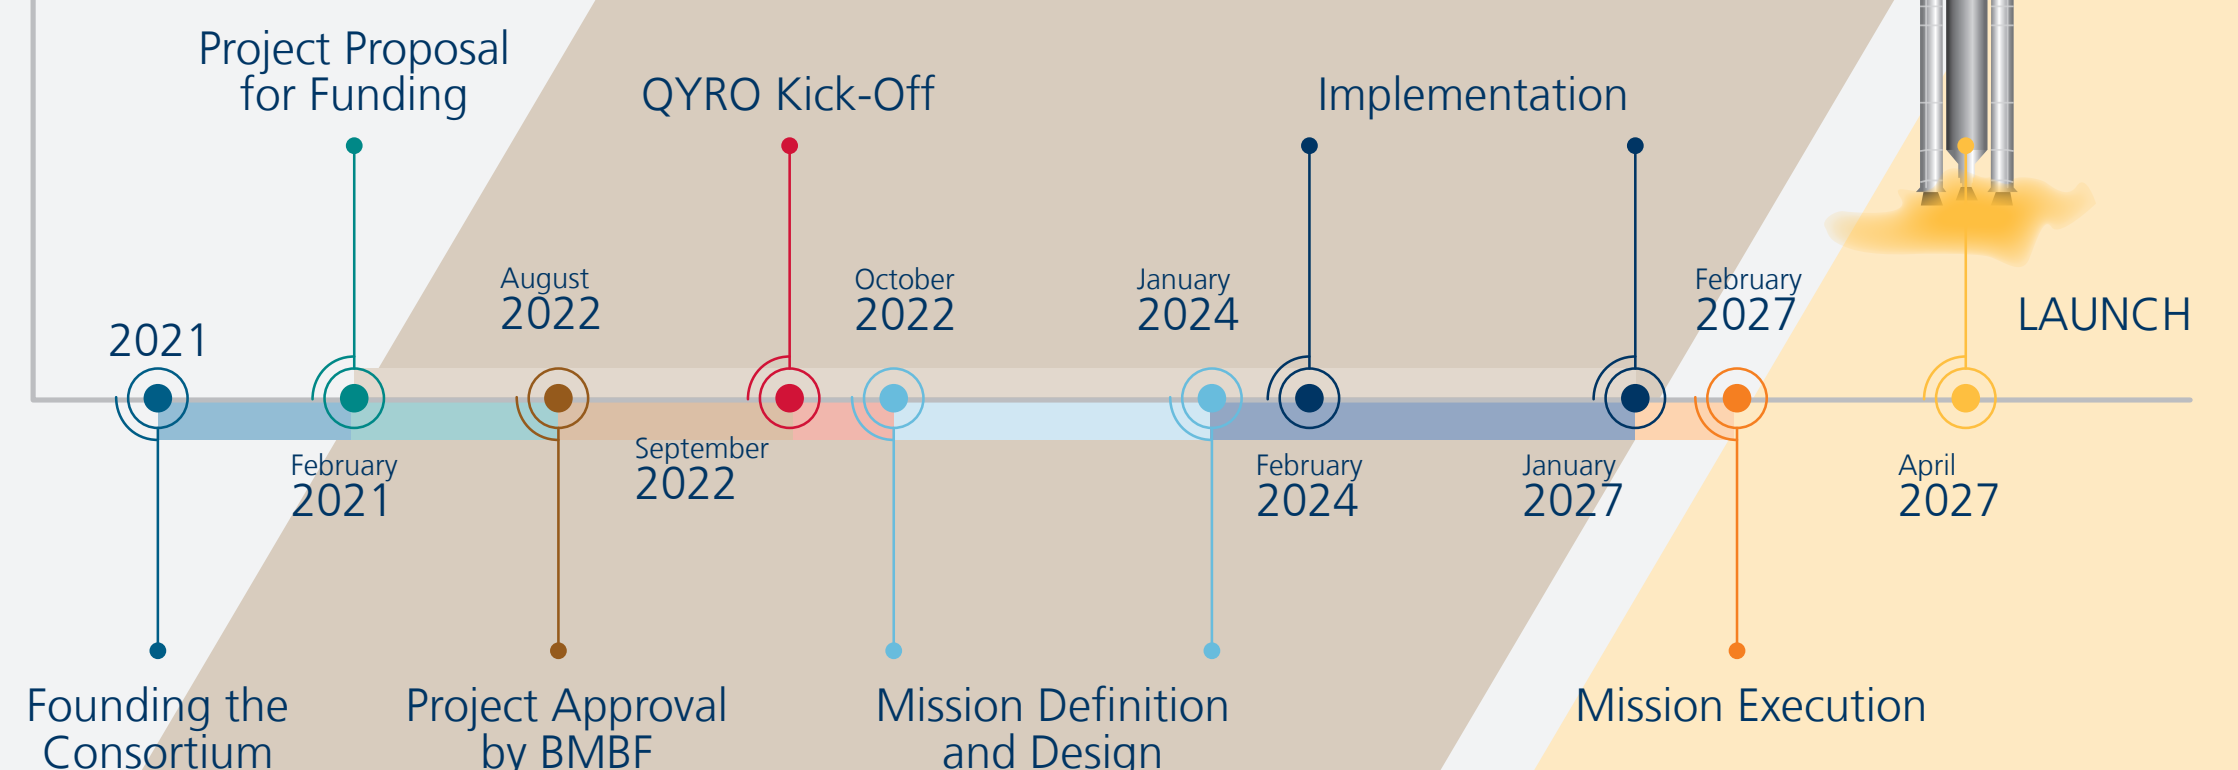 Project Proposal
for Funding
QYRO Kick-Off
Implementation
August
2022
October
2022
January
2024
February
2027
2021
LAUNCH
February
2021
September
2022
February
2024
January
2027
April
2027
Founding the
Consortium
Project Approval
by BMBF
Mission Definition
and Design
Mission Execution